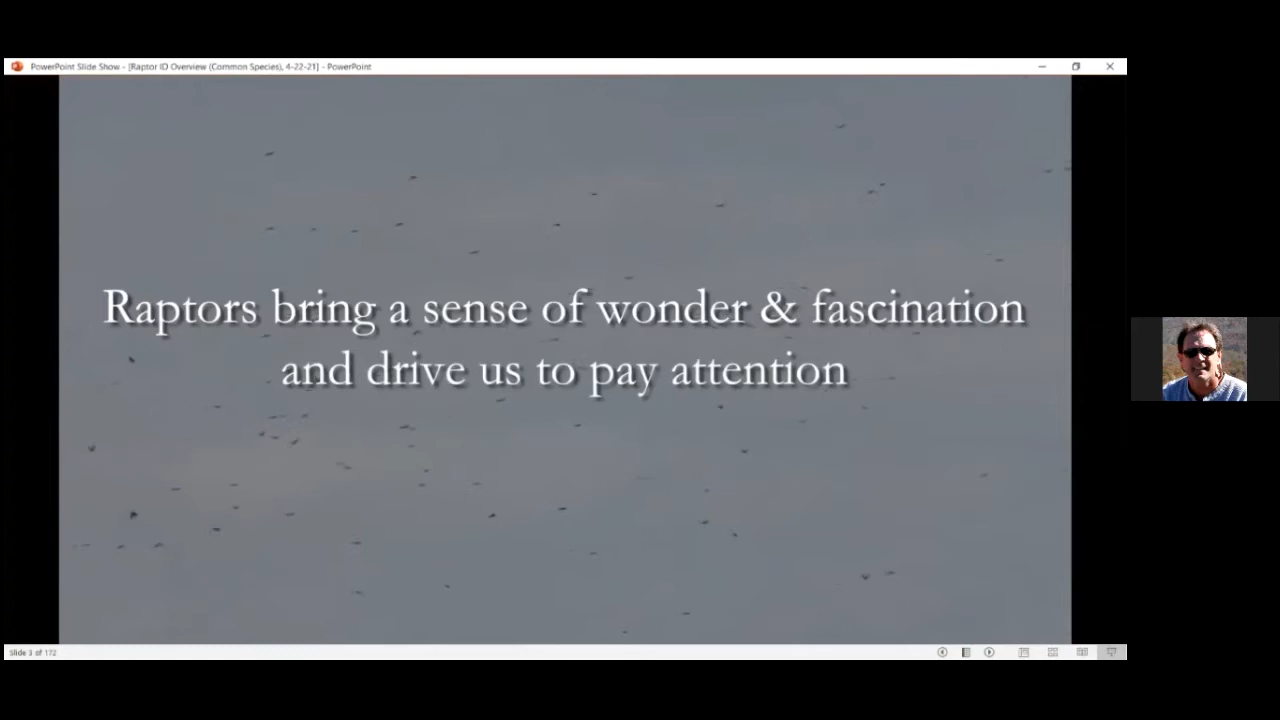 PowerPoint Slide Show - [Raptor ID Overview (Common Species), 4-22-21] - PowerPoint
Raptors bring a sense of wonder & fascination
and drive us to pay attention
Slide 3 of 172